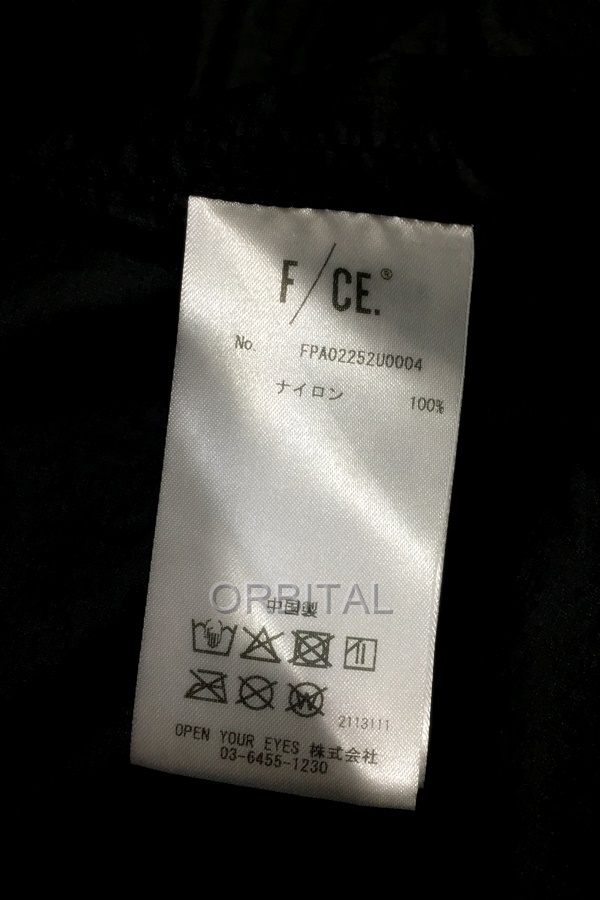 F/CE.®
No. FPA02252U0004
ナイロン 100%
ORBITAL
中国製
2113111
OPEN YOUR EYES 株式会社
03-6455-1230